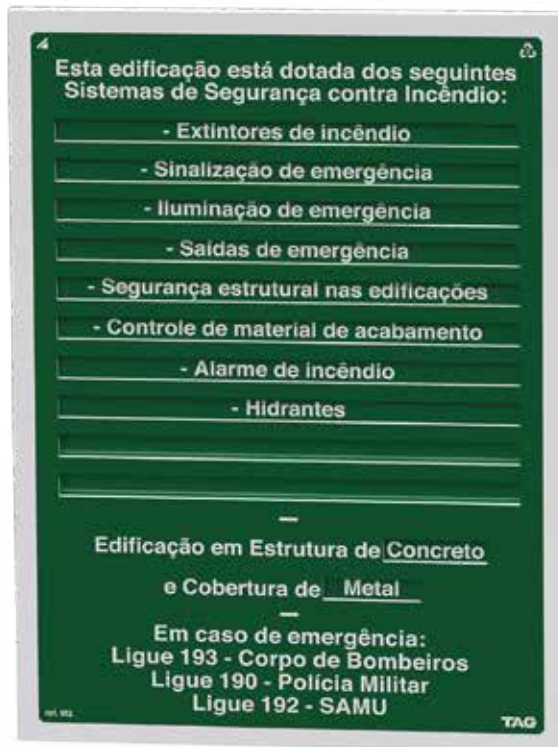 Esta edificação está dotada dos seguintes
Sistemas de Segurança contra Incêndio:
- Extintores de incêndio
- Sinalização de emergência
- Iluminação de emergência
- Saídas de emergência
- Segurança estrutural nas edificações
- Controle de material de acabamento
- Alarme de incêndio
- Hidrantes
Edificação em Estrutura de Concreto
e Cobertura de Metal
Em caso de emergência:
Ligue 193 - Corpo de Bombeiros
Ligue 190 - Polícia Militar
Ligue 192 - SAMU
TAG